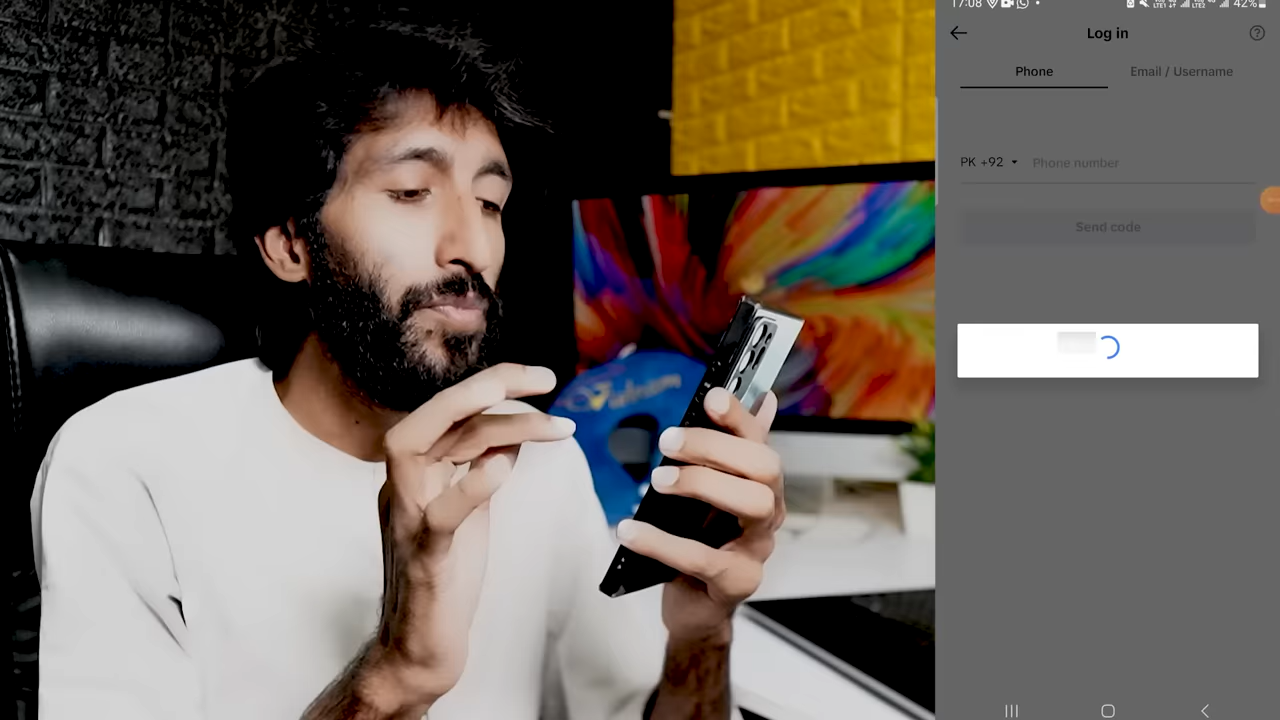 17:08
42%
Log in
Phone
Email / Username
PK +92
Phone number
Send code